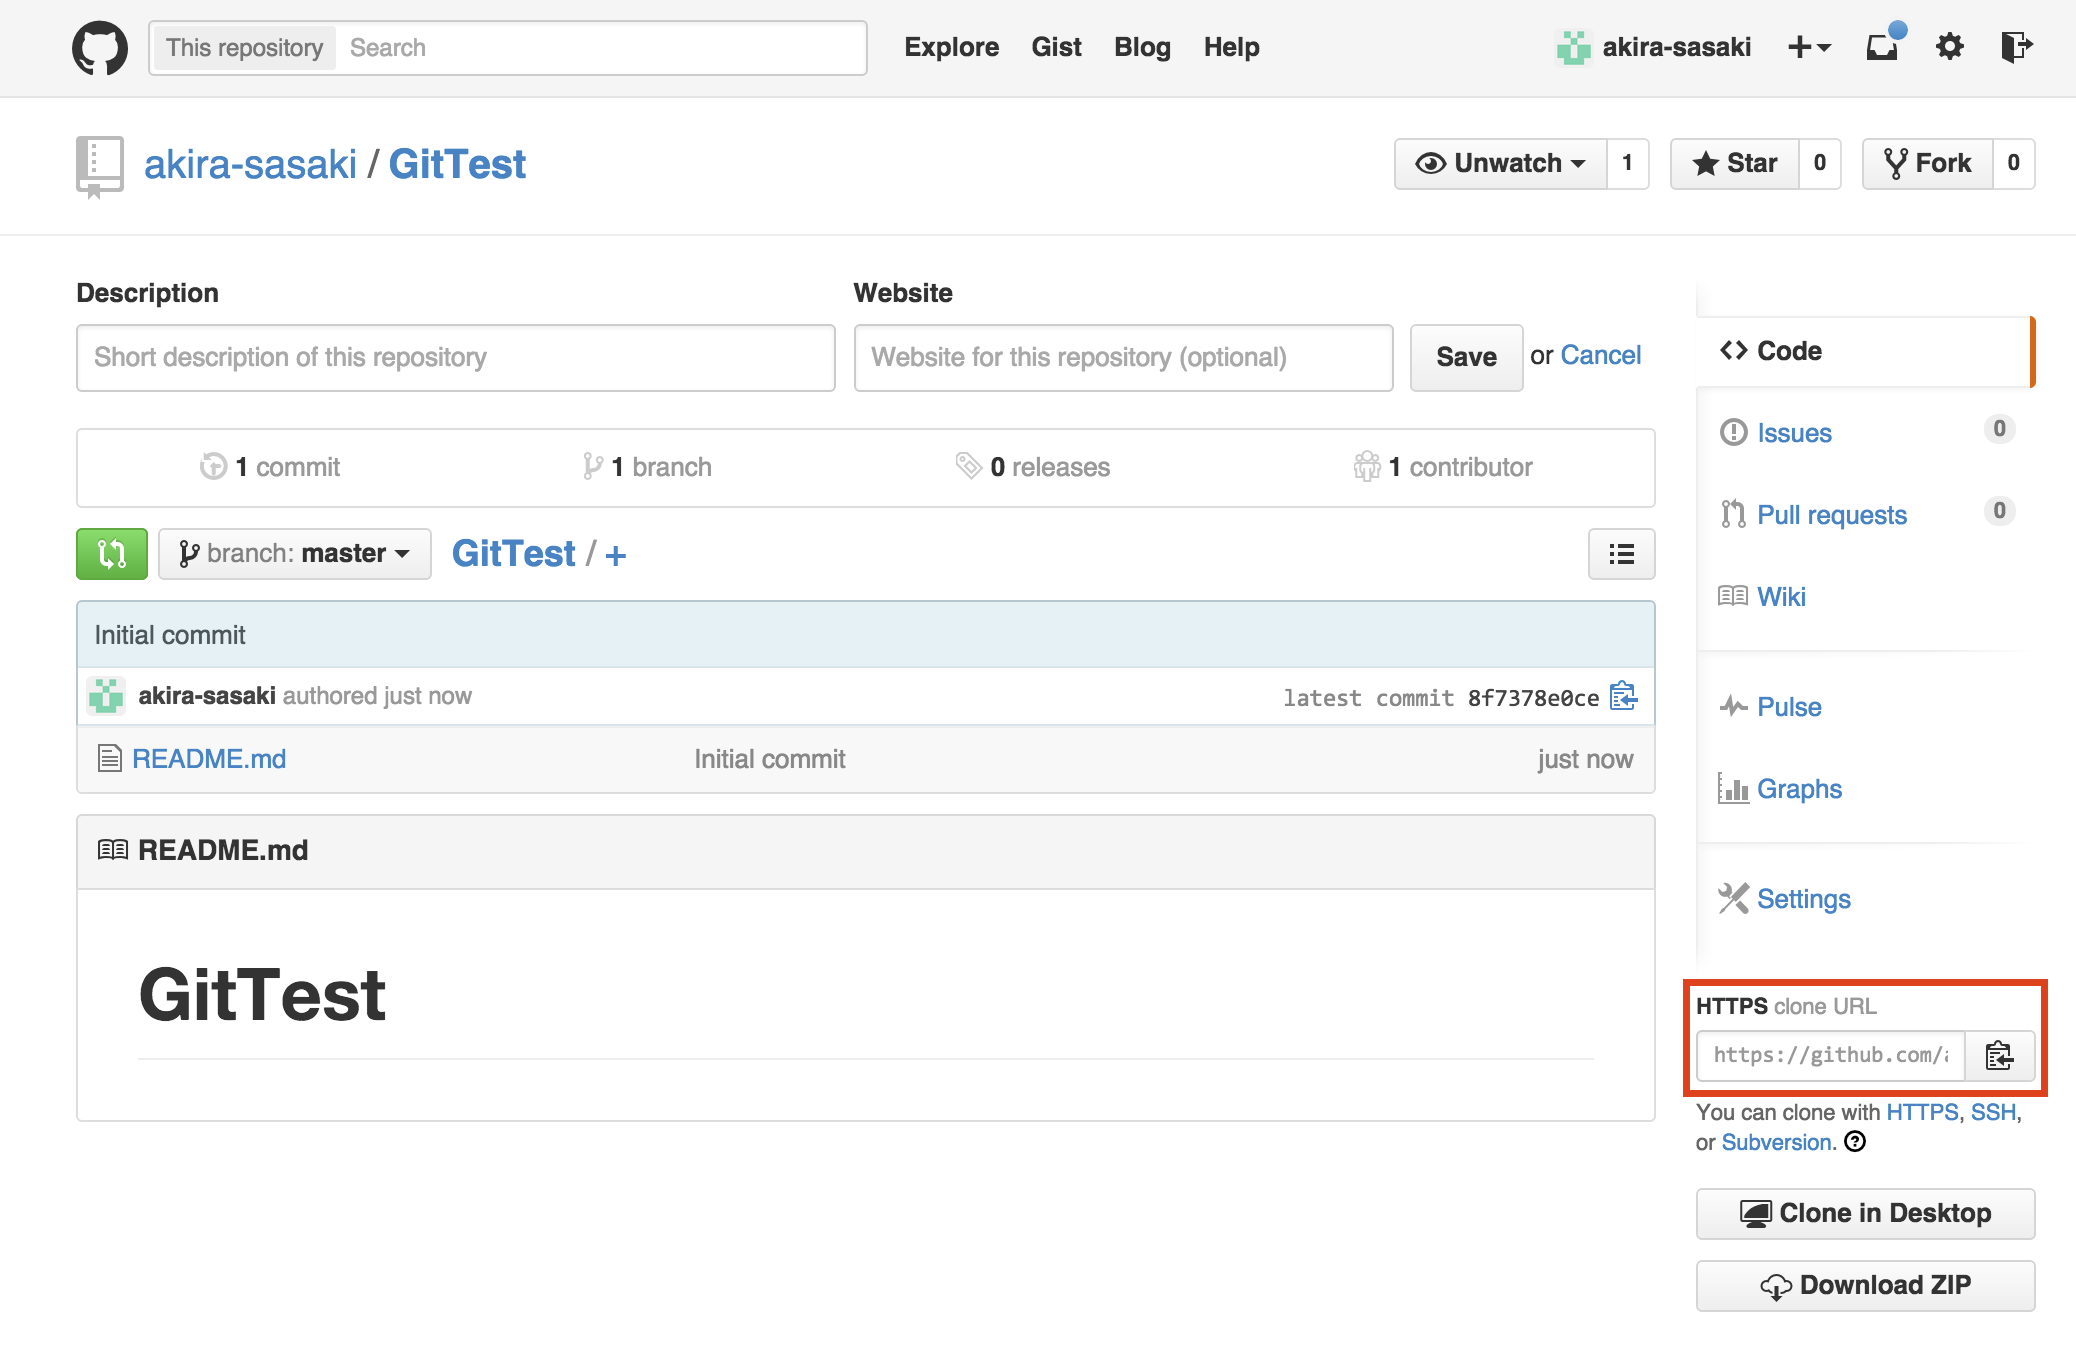 This repository Search Explore Gist Blog Help akira-sasaki
akira-sasaki / GitTest Unwatch 1 Star 0 Fork 0
Description Website
Short description of this repository Website for this repository (optional) Save or Cancel
1 commit 1 branch 0 releases 1 contributor
branch: master GitTest / +
Initial commit
akira-sasaki authored just now latest commit 8f7378e0ce
README.md Initial commit just now
README.md
GitTest
Code
Issues 0
Pull requests 0
Wiki
Pulse
Graphs
Settings
HTTPS clone URL
https://github.com/a
You can clone with HTTPS, SSH,
or Subversion.
Clone in Desktop
Download ZIP